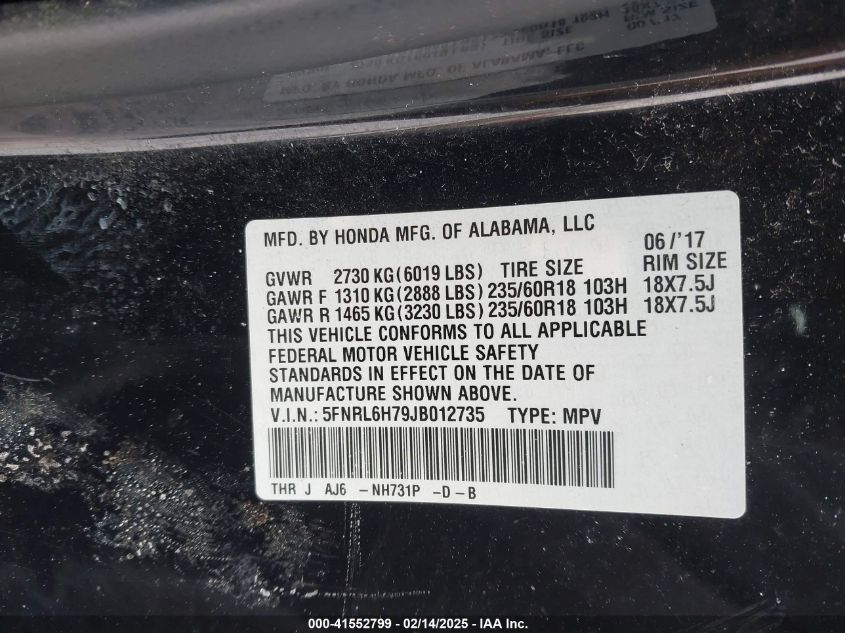 MFD. BY HONDA MFG. OF ALABAMA, LLC 06/'17
GVWR 2730 KG(6019 LBS) TIRE SIZE RIM SIZE
GAWR F 1310 KG(2888 LBS) 235/60R18 103H 18X7.5J
GAWR R 1465 KG(3230 LBS) 235/60R18 103H 18X7.5J
THIS VEHICLE CONFORMS TO ALL APPLICABLE
FEDERAL MOTOR VEHICLE SAFETY
STANDARDS IN EFFECT ON THE DATE OF
MANUFACTURE SHOWN ABOVE.
V.I.N.: 5FNRL6H79JB012735 TYPE: MPV
THR J AJ6 -NH731P -D-B
000-41552799 - 02/14/2025 - IAA Inc.